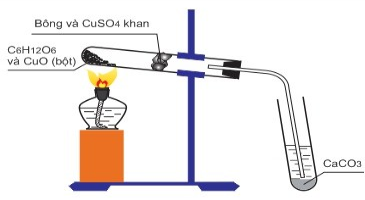 Bông và CuSO4 khan
C6H12O6
và CuO (bột)
CaCO3